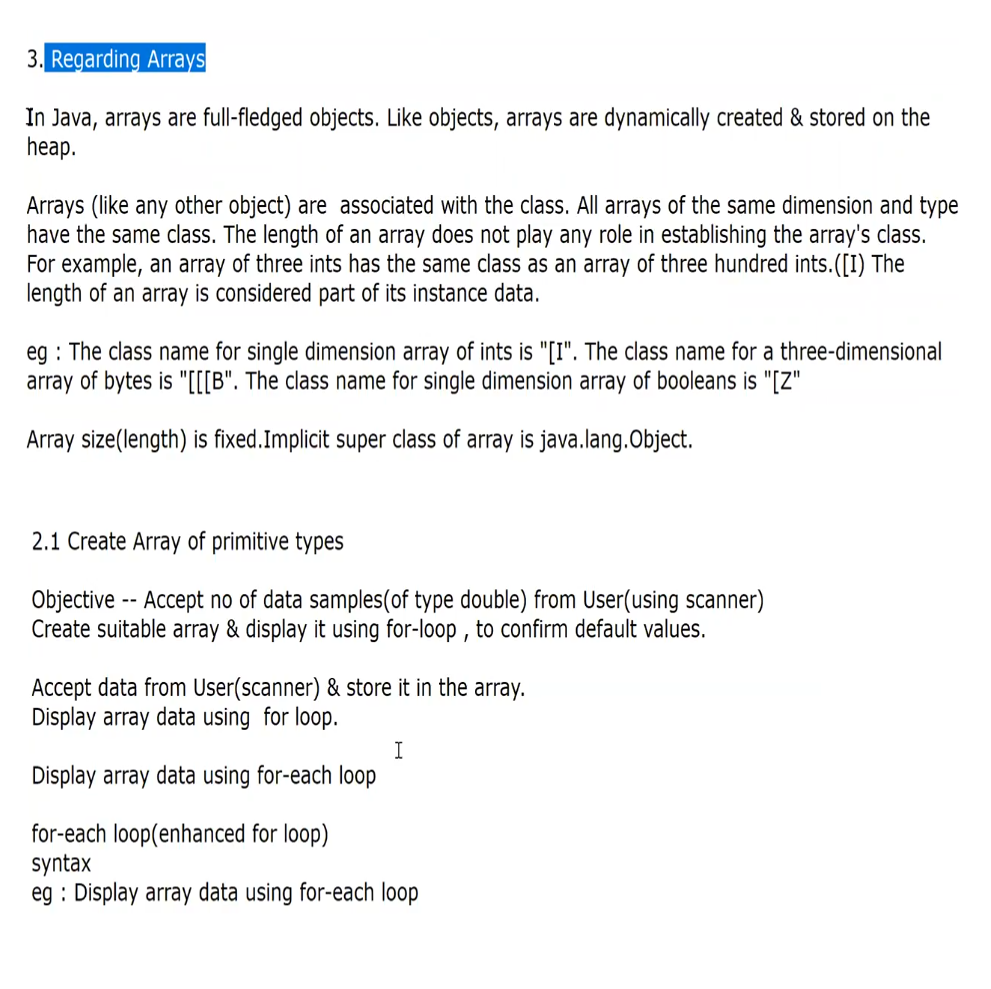 3. Regarding Arrays
In Java, arrays are full-fledged objects. Like objects, arrays are dynamically created & stored on the
heap.
Arrays (like any other object) are  associated with the class. All arrays of the same dimension and type
have the same class. The length of an array does not play any role in establishing the array's class.
For example, an array of three ints has the same class as an array of three hundred ints.([I) The
length of an array is considered part of its instance data.
eg : The class name for single dimension array of ints is "[I". The class name for a three-dimensional
array of bytes is "[[[B". The class name for single dimension array of booleans is "[Z"
Array size(length) is fixed.Implicit super class of array is java.lang.Object.
2.1 Create Array of primitive types
Objective -- Accept no of data samples(of type double) from User(using scanner)
Create suitable array & display it using for-loop , to confirm default values.
Accept data from User(scanner) & store it in the array.
Display array data using  for loop.
Display array data using for-each loop
for-each loop(enhanced for loop)
syntax
eg : Display array data using for-each loop